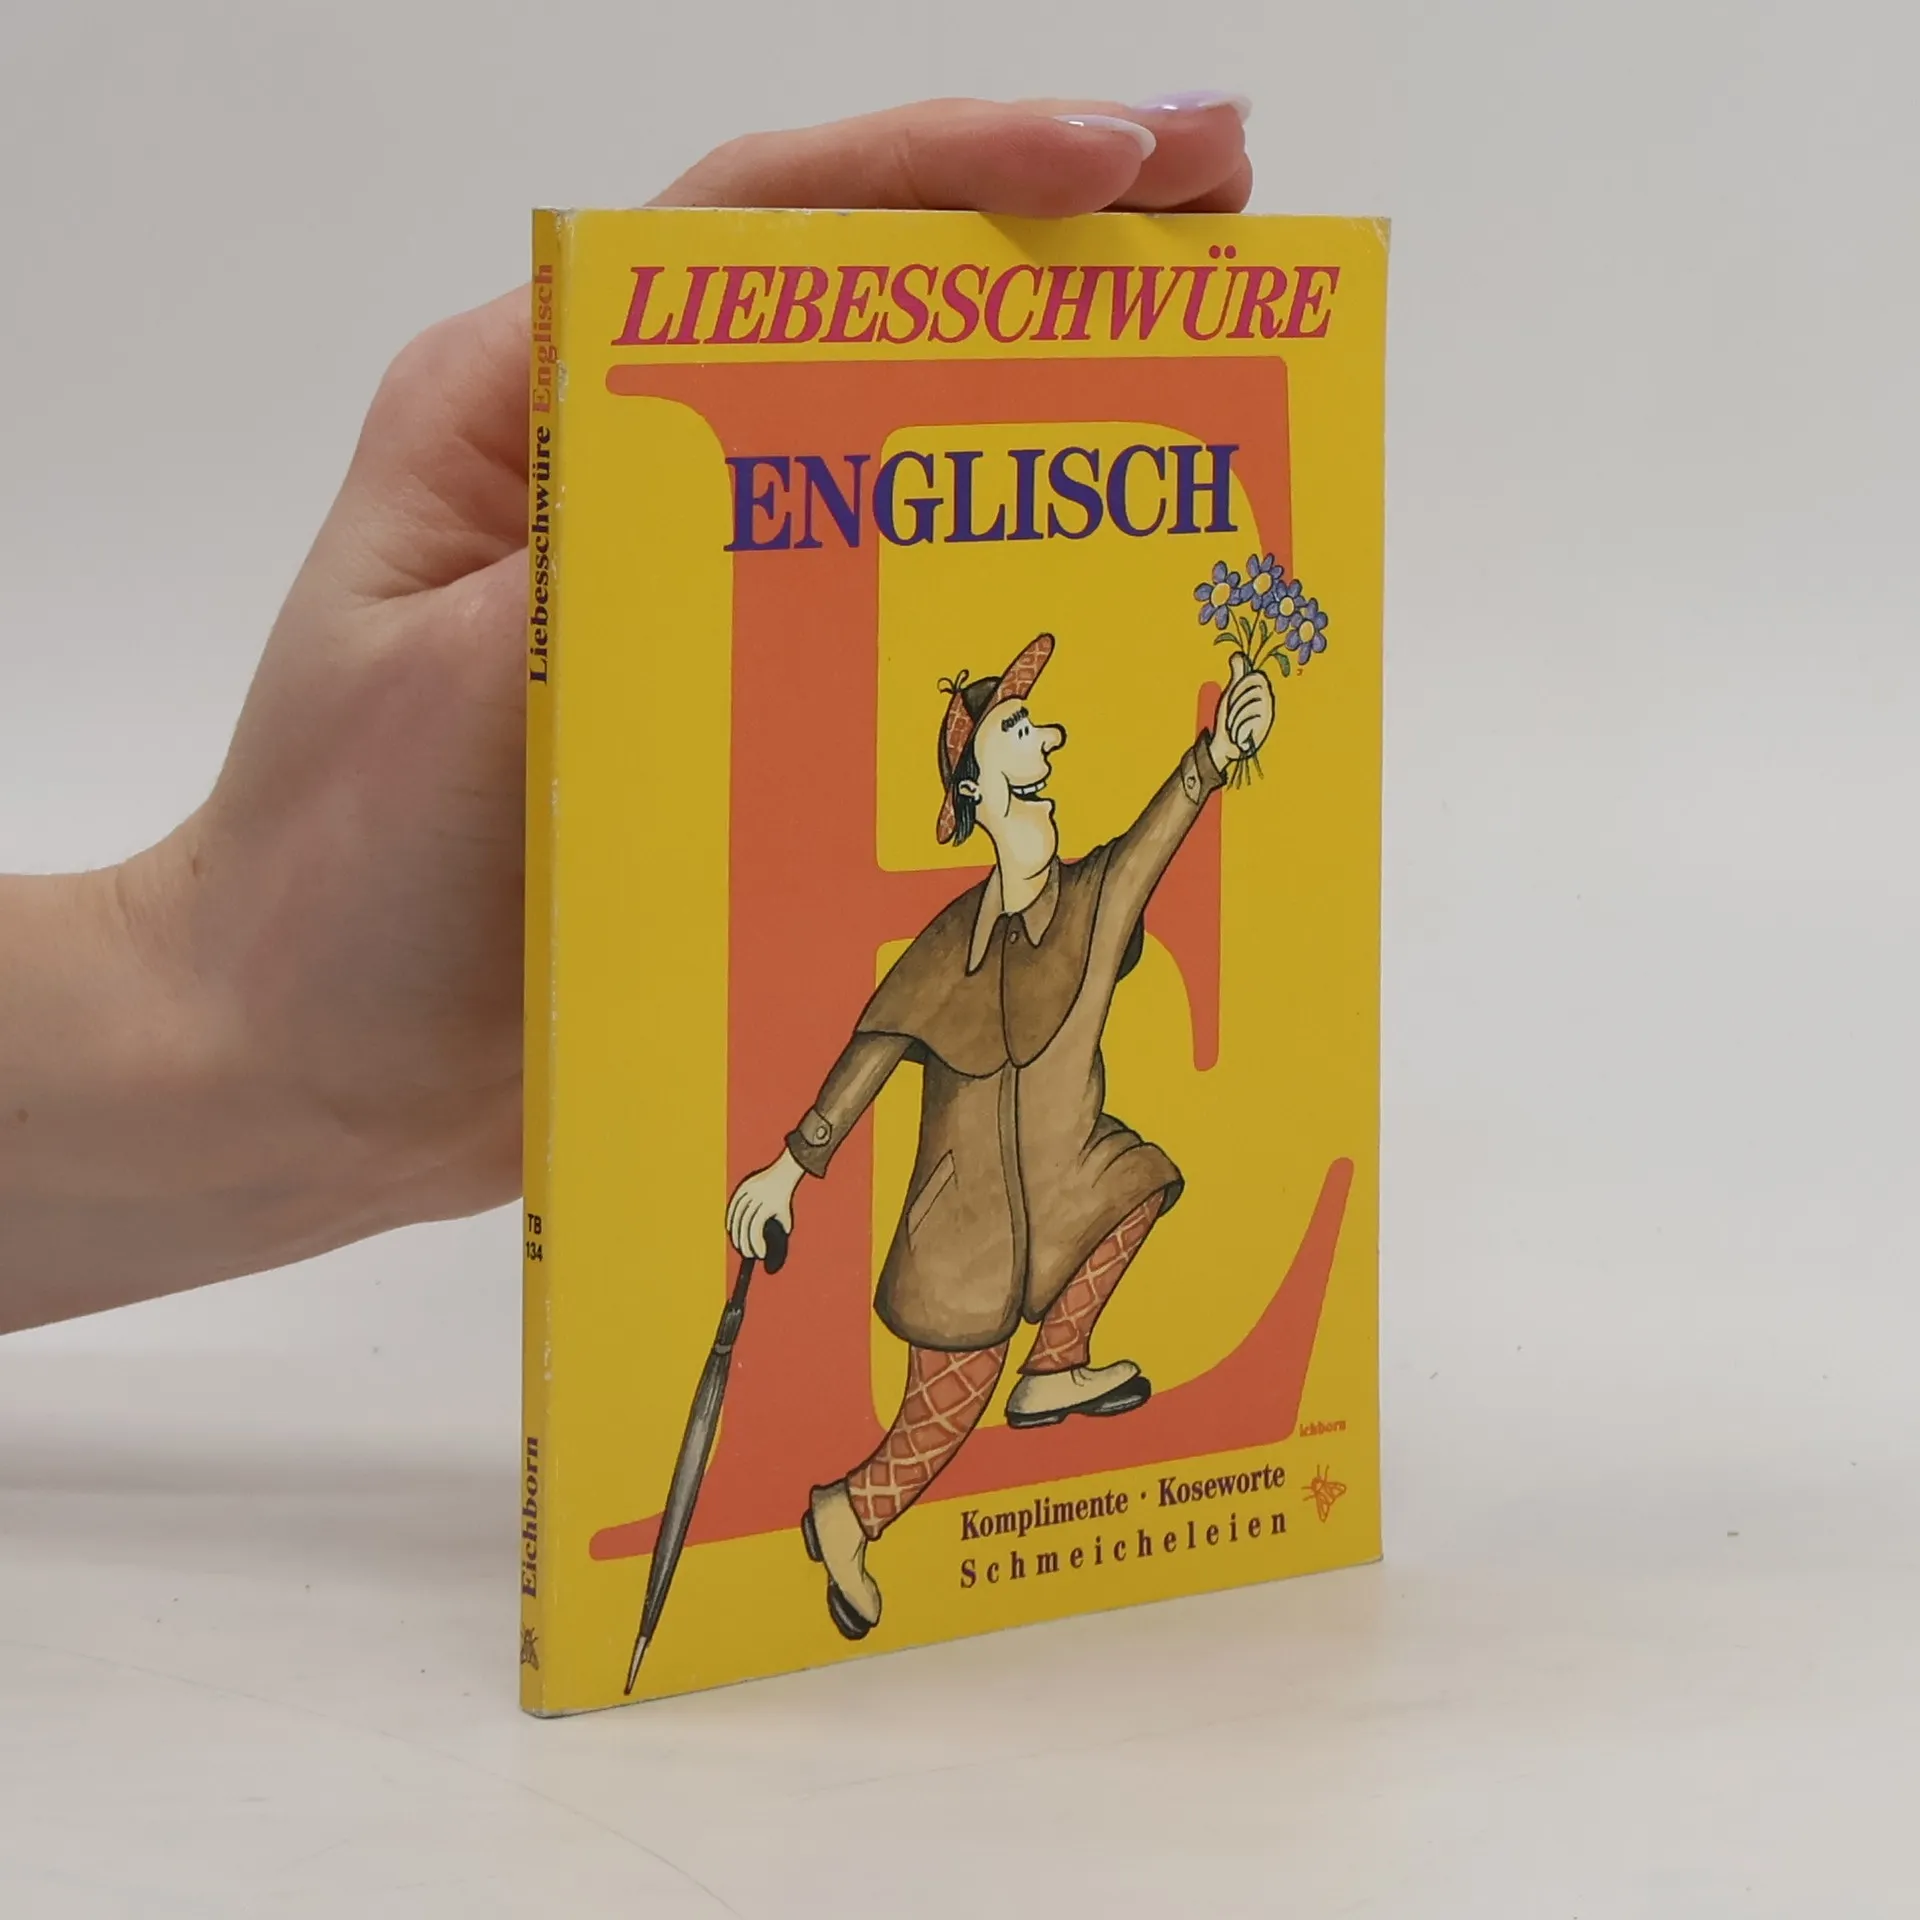 LIEBESSCHWÜRE
ENGLISCH
ichborn
Komplimente · Koseworte
Schmeicheleien
Liebesschwüre Englisch
TB
134
Eichborn